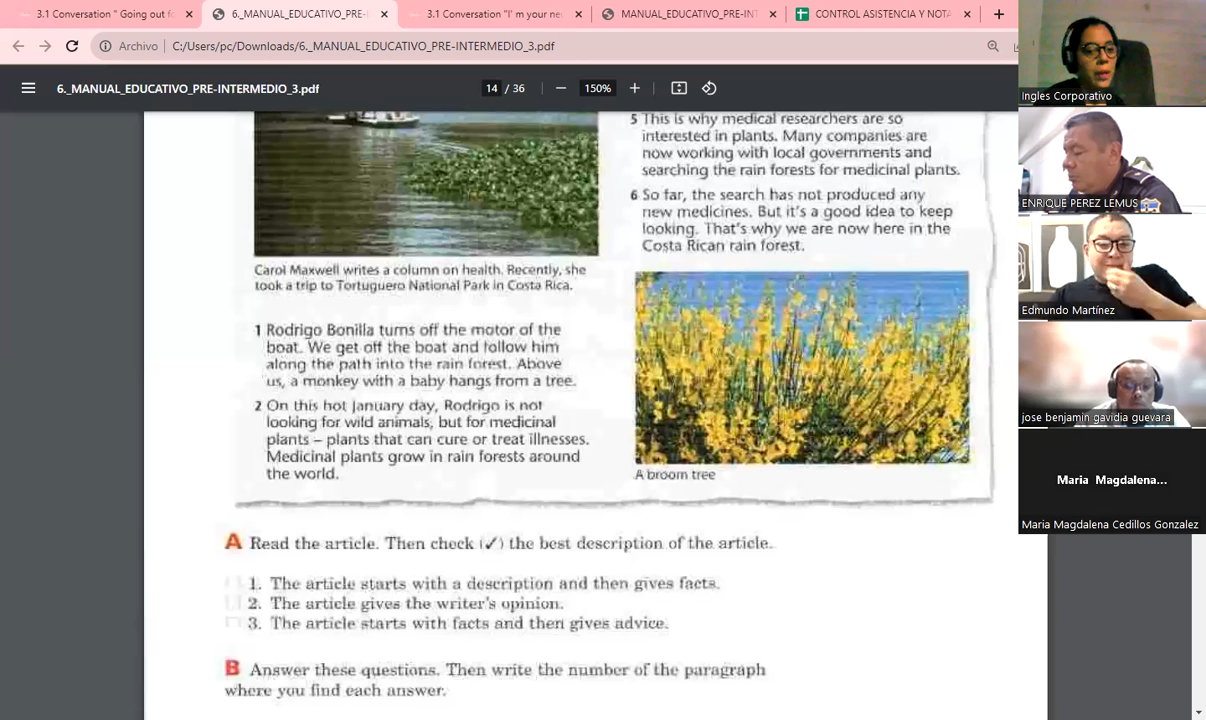 3.1 Conversation " Going out fo
6._MANUAL_EDUCATIVO_PRE-
3.1 Conversation "I' m your ne
MANUAL_EDUCATIVO_PRE-INT
CONTROL ASISTENCIA Y NOTA
Archivo C:/Users/pc/Downloads/6._MANUAL_EDUCATIVO_PRE-INTERMEDIO_3.pdf
6._MANUAL_EDUCATIVO_PRE-INTERMEDIO_3.pdf
14 / 36
150%
Carol Maxwell writes a column on health. Recently, she
took a trip to Tortuguero National Park in Costa Rica.
1 Rodrigo Bonilla turns off the motor of the
boat. We get off the boat and follow him
along the path into the rain forest. Above
us, a monkey with a baby hangs from a tree.
2 On this hot January day, Rodrigo is not
looking for wild animals, but for medicinal
plants – plants that can cure or treat illnesses.
Medicinal plants grow in rain forests around
the world.
5 This is why medical researchers are so
interested in plants. Many companies are
now working with local governments and
searching the rain forests for medicinal plants.
6 So far, the search has not produced any
new medicines. But it's a good idea to keep
looking. That's why we are now here in the
Costa Rican rain forest.
A broom tree
A Read the article. Then check (✓) the best description of the article.
1. The article starts with a description and then gives facts.
2. The article gives the writer's opinion.
3. The article starts with facts and then gives advice.
B Answer these questions. Then write the number of the paragraph
where you find each answer.
Ingles Corporativo
ENRIQUE PEREZ LEMUS
Edmundo Martínez
jose benjamin gavidia guevara
Maria Magdalena...
Maria Magdalena Cedillos Gonzalez